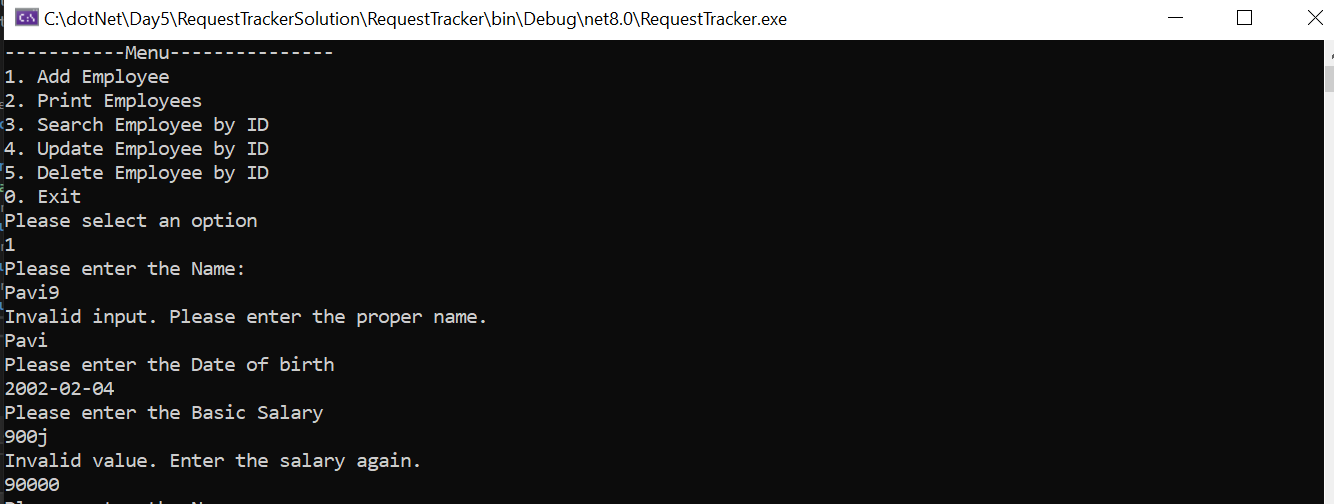 C:\dotNet\Day5\RequestTrackerSolution\RequestTracker\bin\Debug\net8.0\RequestTracker.exe
-----------Menu---------------
1. Add Employee
2. Print Employees
3. Search Employee by ID
4. Update Employee by ID
5. Delete Employee by ID
0. Exit
Please select an option
1
Please enter the Name:
Pavi9
Invalid input. Please enter the proper name.
Pavi
Please enter the Date of birth
2002-02-04
Please enter the Basic Salary
900j
Invalid value. Enter the salary again.
90000